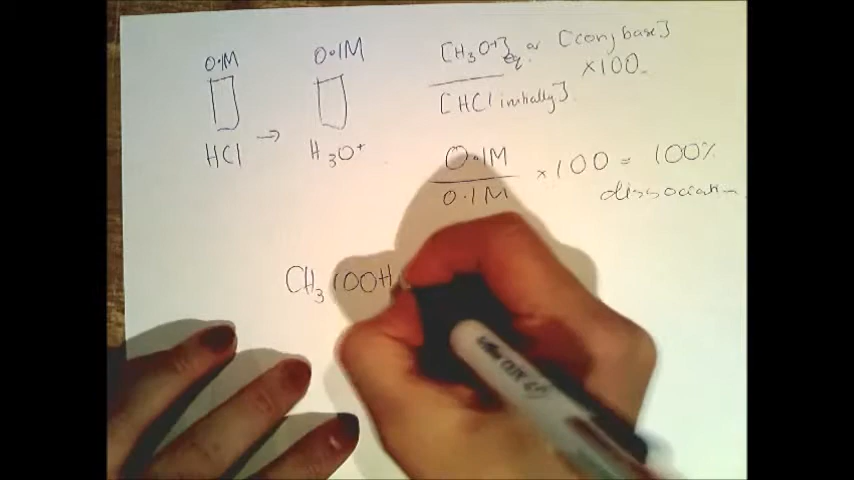 0.1M 0.1M
HCl → H3O+
[H3O+]eq. or [conj base]
[HCl initially] ×100
0.1M
0.1M × 100 = 100%
dissociation
CH3COOH